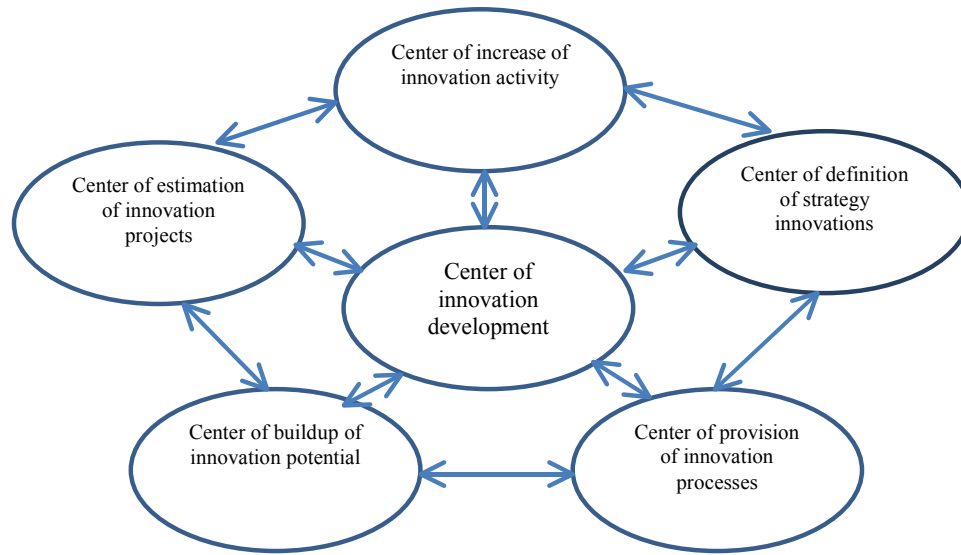 Center of increase of
innovation activity
Center of estimation
of innovation
projects
Center of definition
of strategy
innovations
Center of
innovation
development
Center of buildup of
innovation potential
Center of provision
of innovation
processes